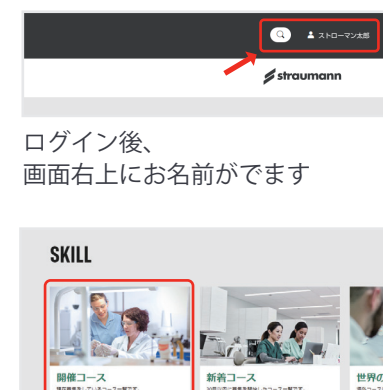 ストローマン太郎
straumann
ログイン後、
画面右上にお名前がでます
SKILL
開催コース
新着コース
世界の